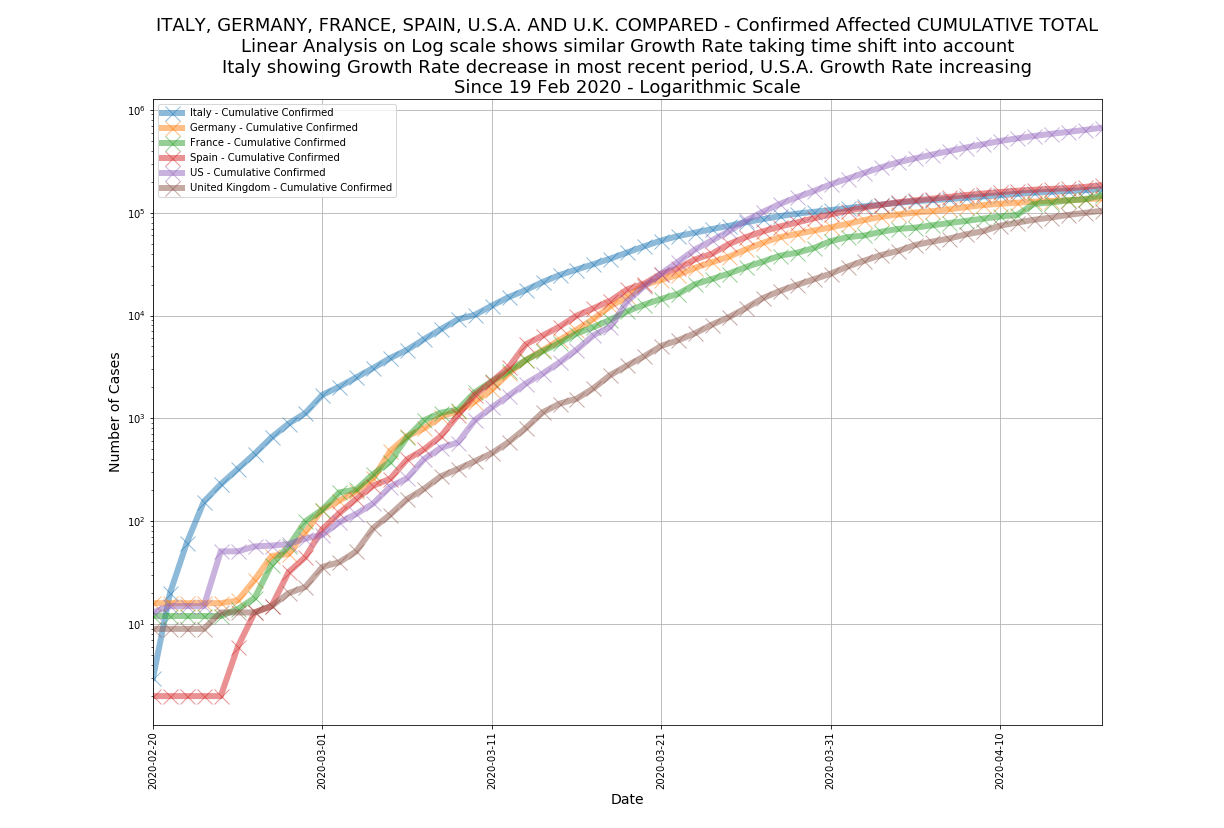 ITALY, GERMANY, FRANCE, SPAIN, U.S.A. AND U.K. COMPARED - Confirmed Affected CUMULATIVE TOTAL
Linear Analysis on Log scale shows similar Growth Rate taking time shift into account
Italy showing Growth Rate decrease in most recent period, U.S.A. Growth Rate increasing
Since 19 Feb 2020 - Logarithmic Scale
Italy - Cumulative Confirmed
Germany - Cumulative Confirmed
France - Cumulative Confirmed
Spain - Cumulative Confirmed
US - Cumulative Confirmed
United Kingdom - Cumulative Confirmed
Number of Cases
10⁶
10⁵
10⁴
10³
10²
10¹
2020-02-20
2020-03-01
2020-03-11
2020-03-21
2020-03-31
2020-04-10
Date